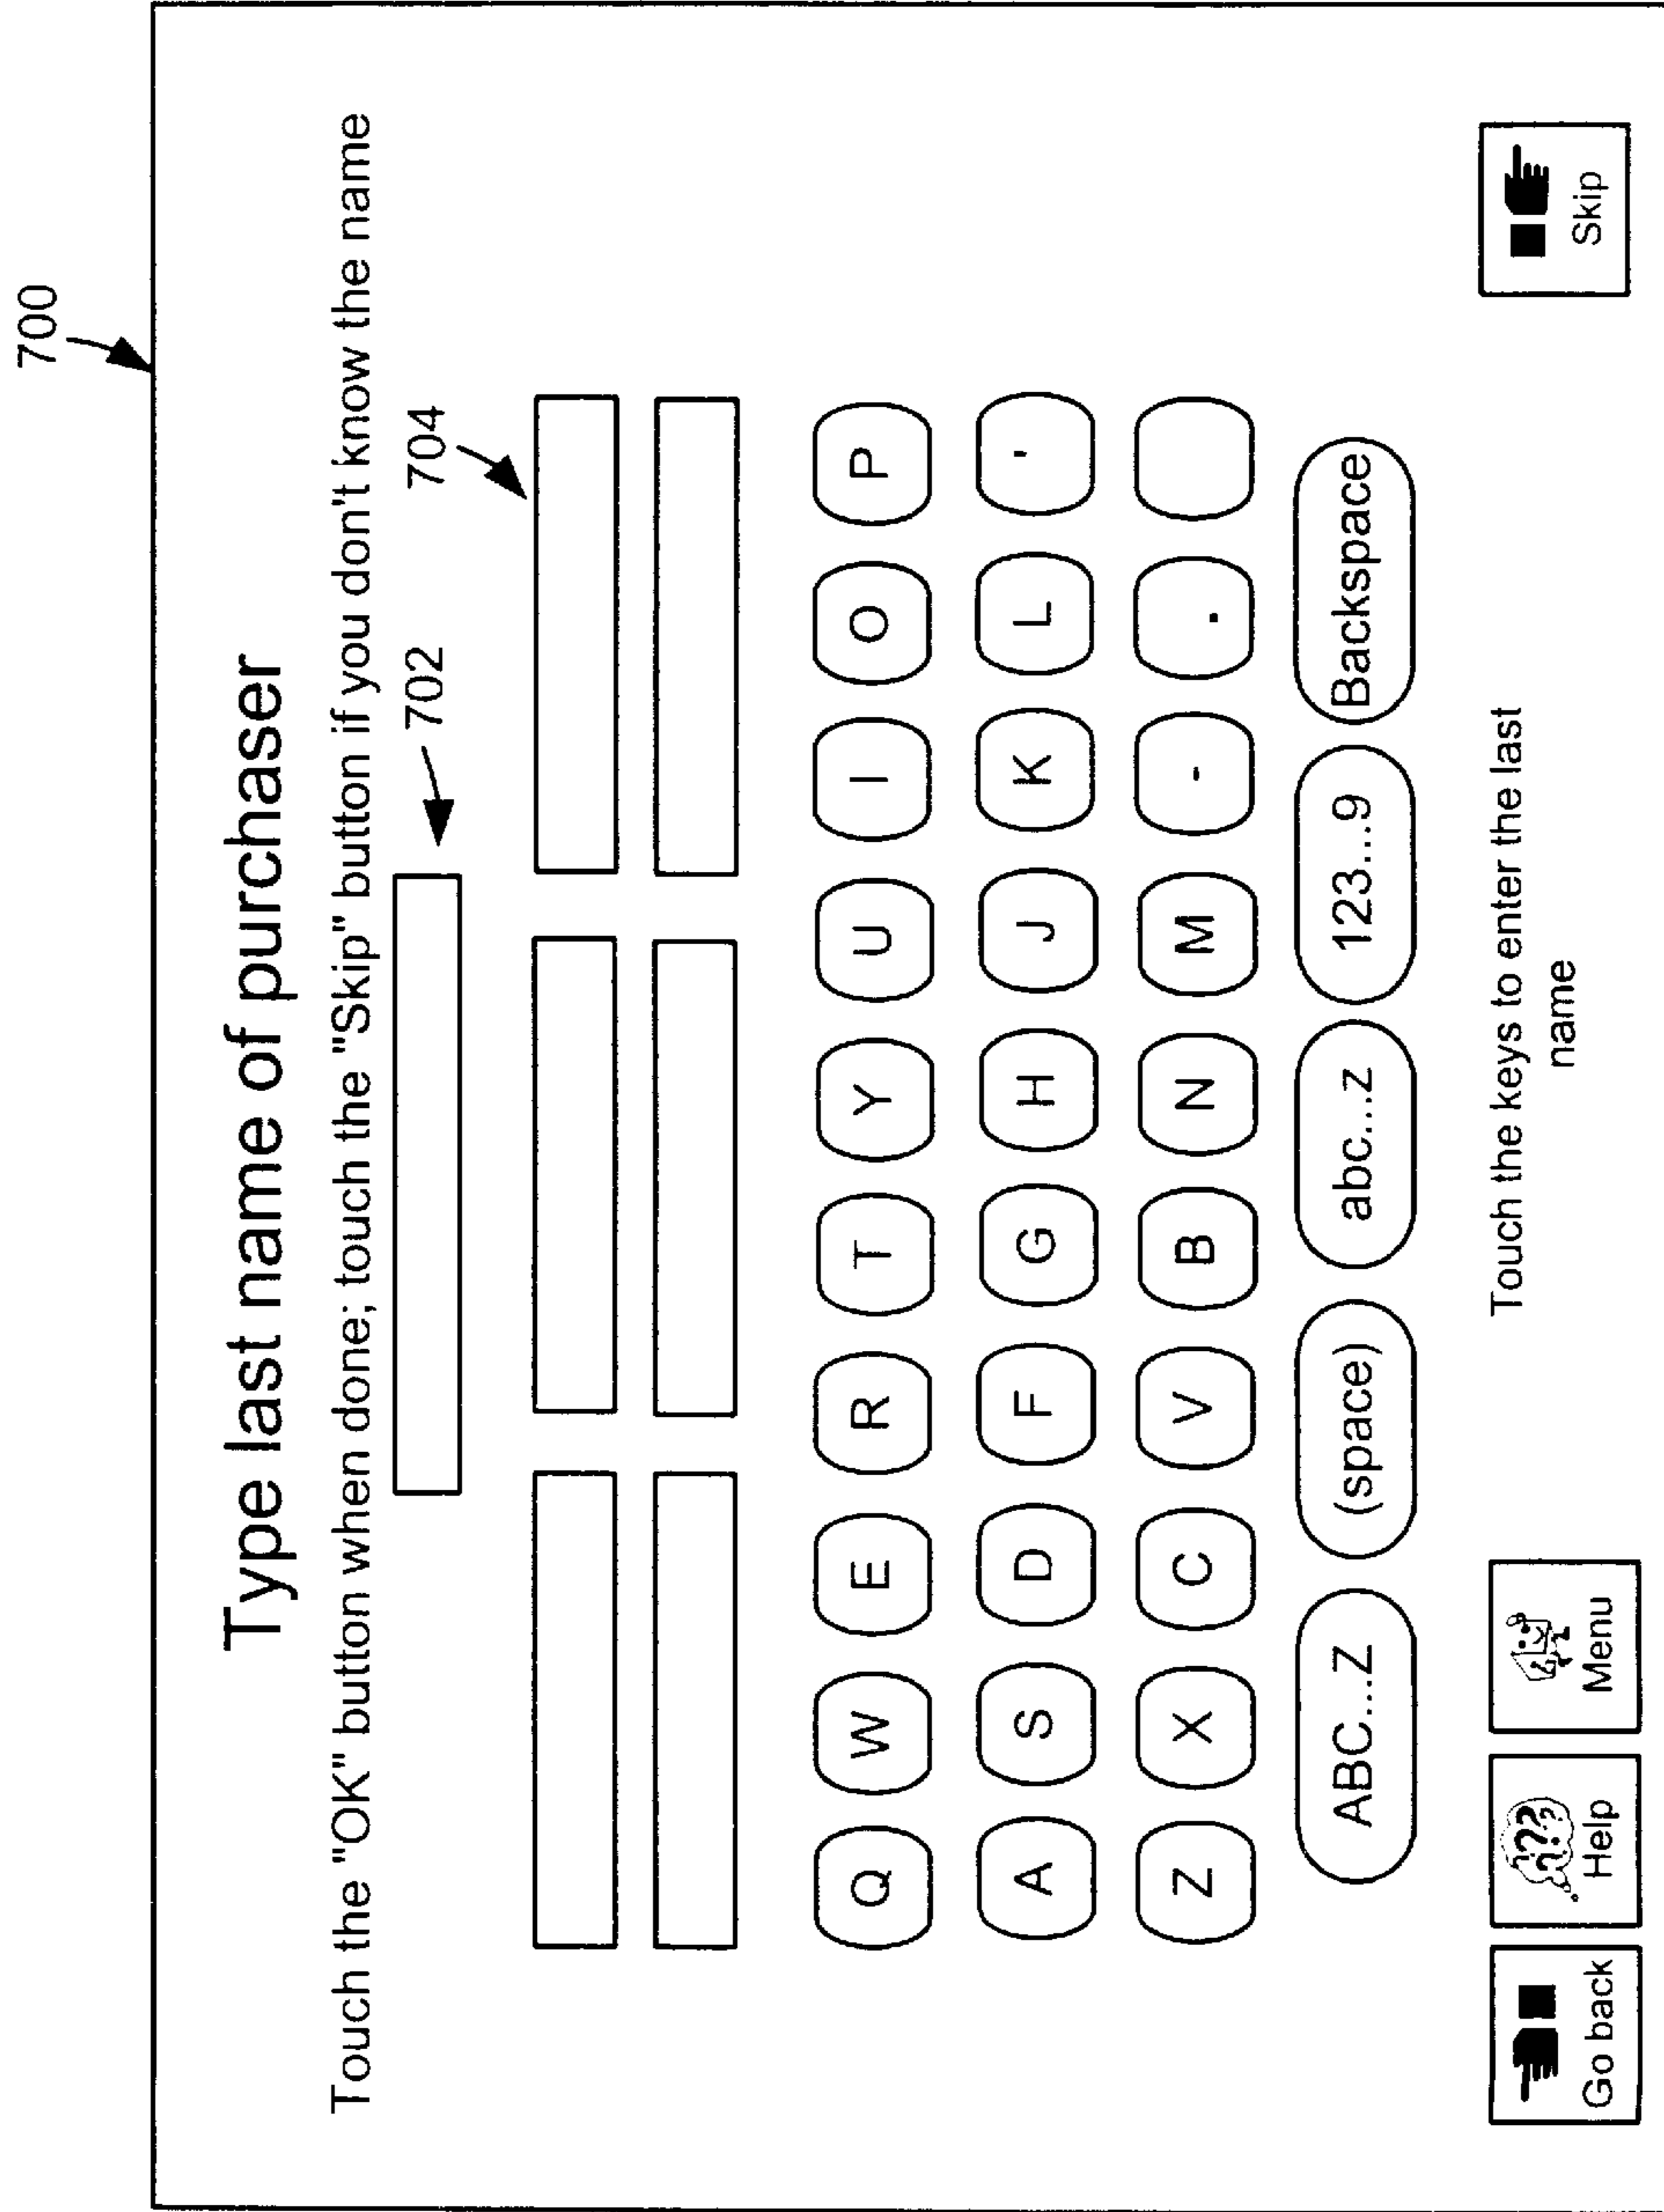 700
Type last name of purchaser
Touch the "OK" button when done; touch the "Skip" button if you don't know the name
702
704
Q W E R T Y U I O P
A S D F G H J K L '
Z X C V B N M - .
ABC...Z (space) abc...z 123...9 Backspace
Touch the keys to enter the last
name
Go back
???
Help
Menu
Skip